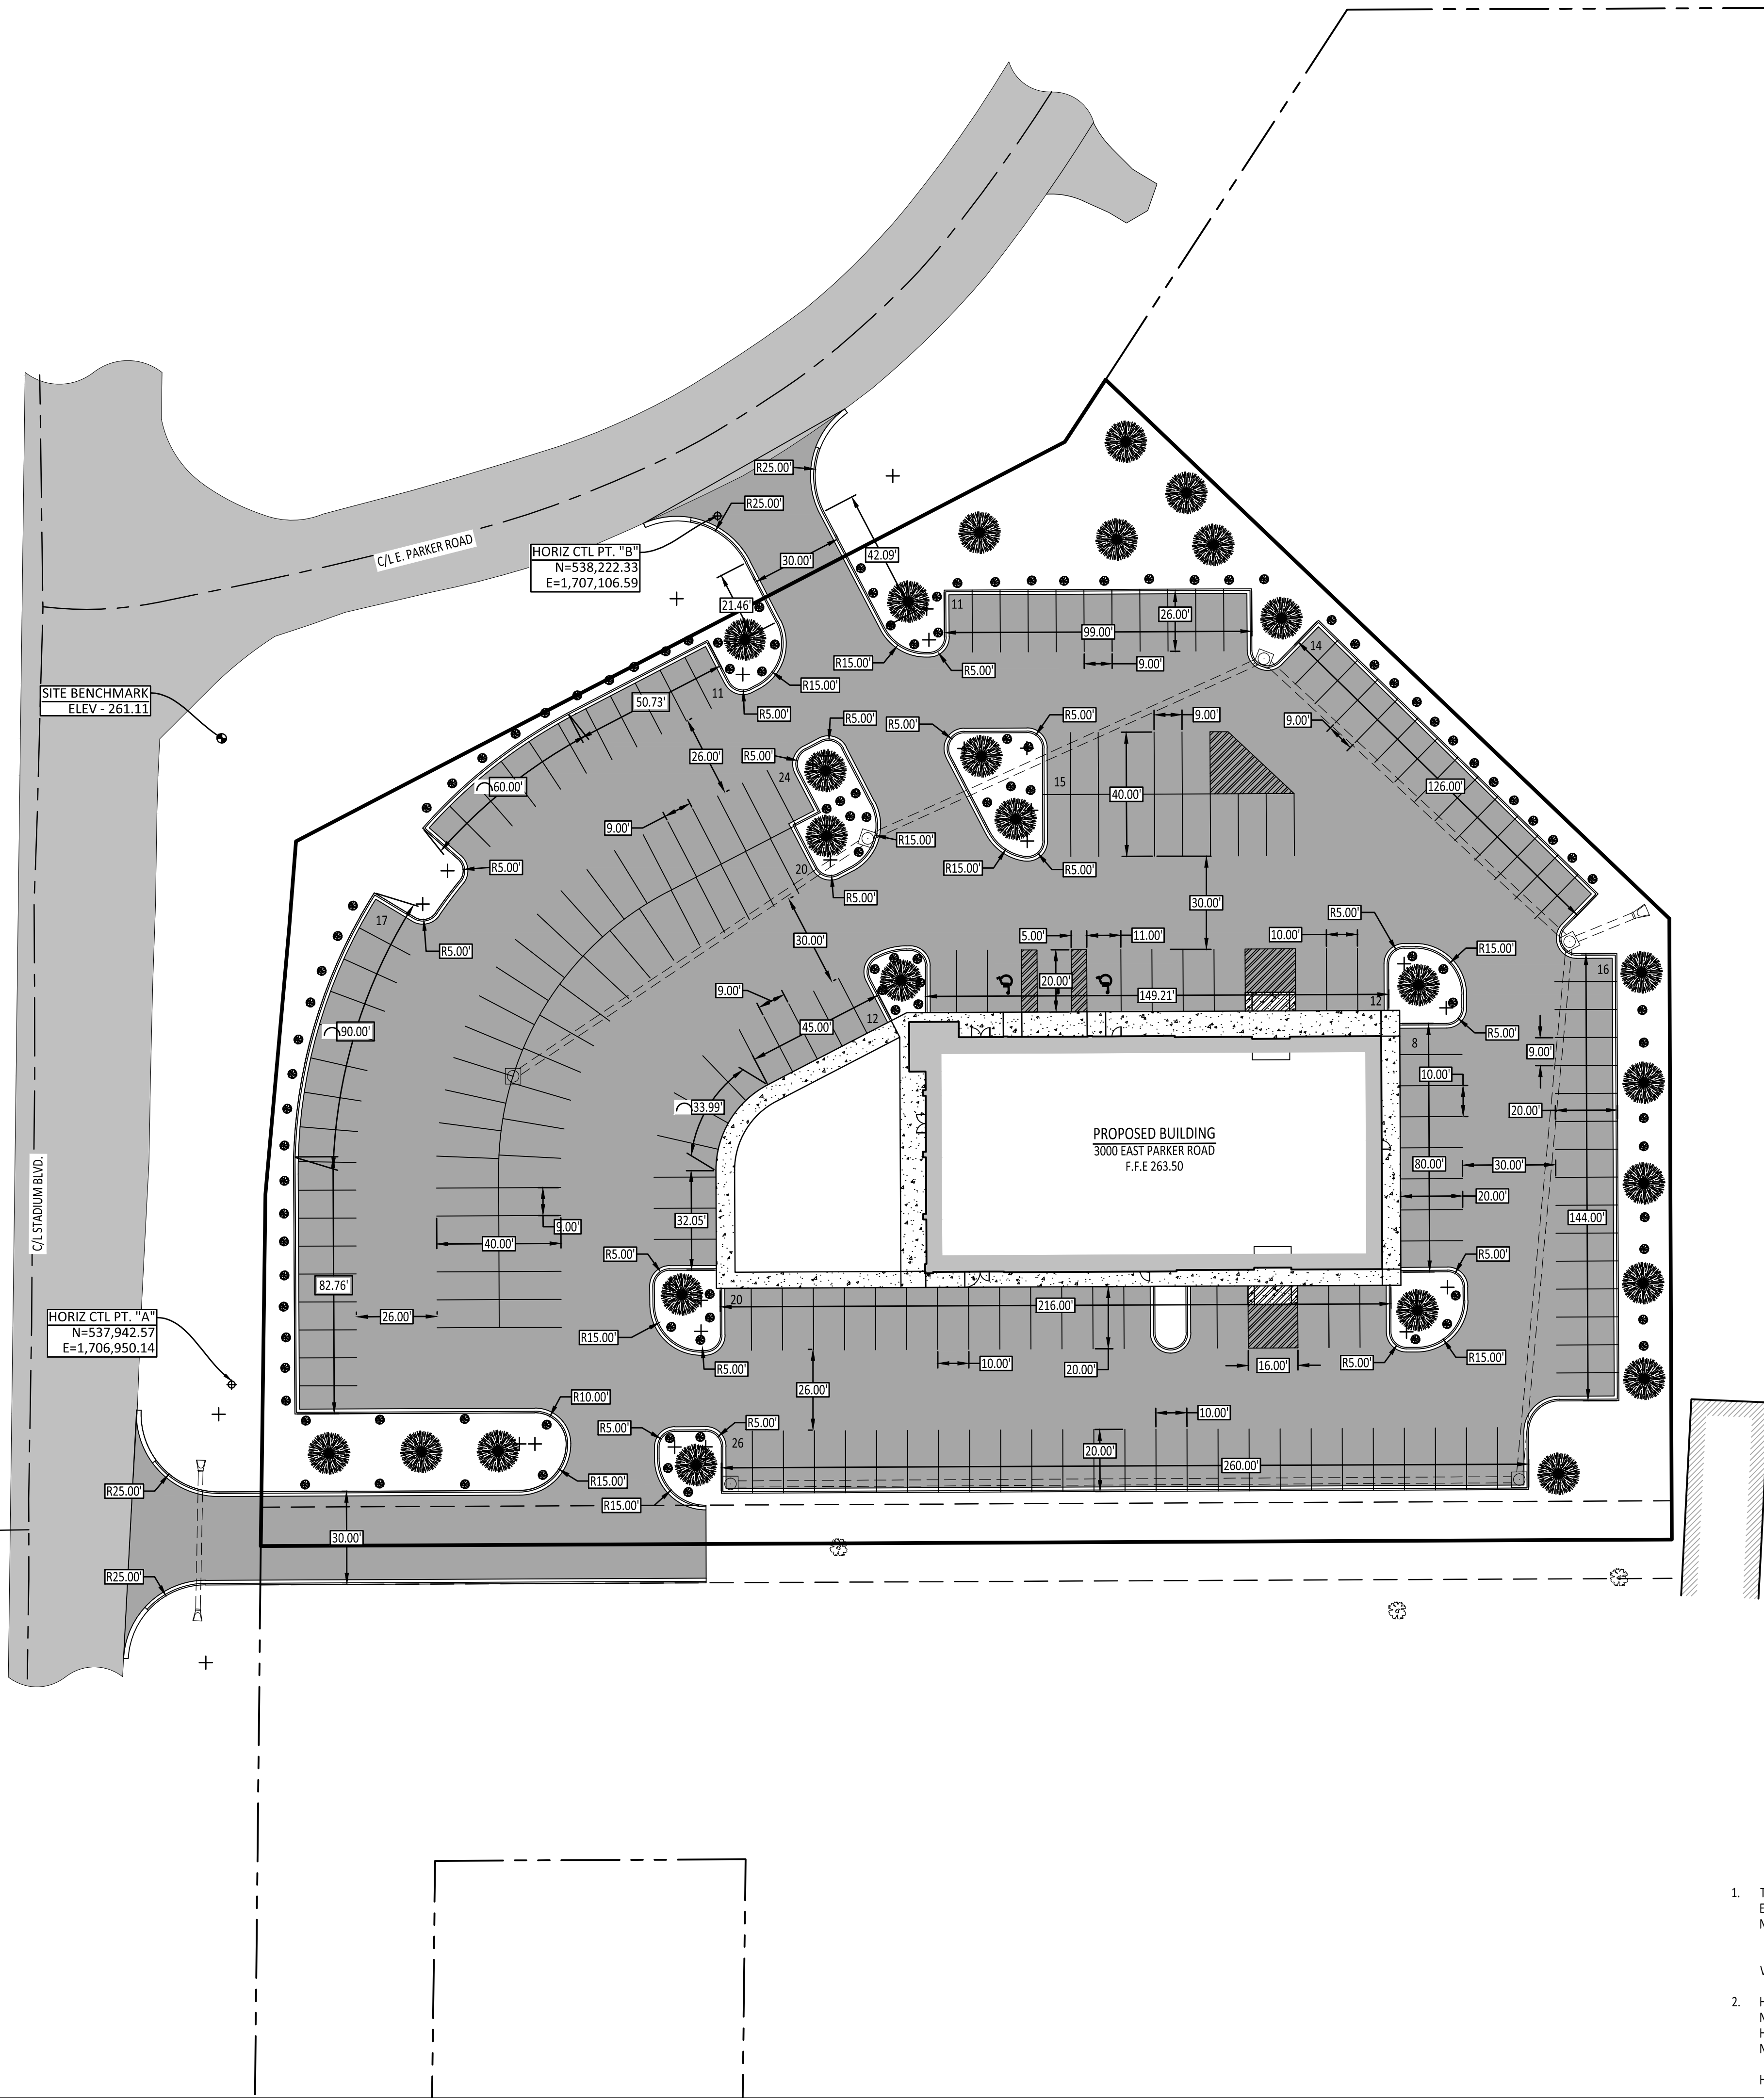 R25.00'
R25.00'
C/L E. PARKER ROAD
HORIZ CTL PT. "B"
N=538,222.33
E=1,707,106.59
30.00'
42.09'
21.46'
11
26.00'
99.00'
R15.00'
R5.00'
9.00'
14
SITE BENCHMARK
ELEV - 261.11
R15.00'
11
50.73'
R5.00'
R5.00'
R5.00'
R5.00'
9.00'
9.00'
26.00'
R5.00'
24
15
60.00'
40.00'
126.00'
9.00'
R15.00'
20
R15.00'
R5.00'
R5.00'
R5.00'
30.00'
R5.00'
17
R5.00'
30.00'
5.00'
11.00'
10.00'
R15.00'
16
20.00'
9.00'
149.21'
12
12
45.00'
90.00'
R5.00'
8
9.00'
10.00'
33.99'
20.00'
C/L STADIUM BLVD.
PROPOSED BUILDING
3000 EAST PARKER ROAD
F.F.E 263.50
80.00'
30.00'
20.00'
32.05'
144.00'
9.00'
40.00'
R5.00'
R5.00'
82.76'
20
216.00'
26.00'
HORIZ CTL PT. "A"
N=537,942.57
E=1,706,950.14
R15.00'
R5.00'
10.00'
20.00'
16.00'
R5.00'
R15.00'
26.00'
R10.00'
R5.00'
R5.00'
10.00'
26
20.00'
260.00'
R15.00'
R25.00'
R15.00'
30.00'
R25.00'
1.
2.